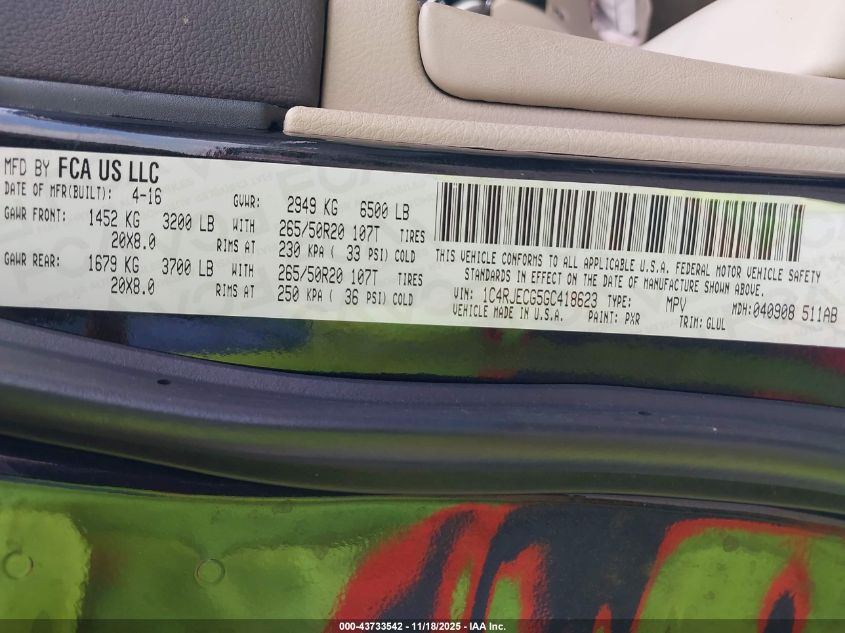 MFD BY FCA US LLC
DATE OF MFR(BUILT): 4-16 GVWR: 2949 KG 6500 LB
GAWR FRONT: 1452 KG 3200 LB WITH 265/50R20 107T TIRES
20X8.0 RIMS AT 230 KPA ( 33 PSI) COLD
GAWR REAR: 1679 KG 3700 LB WITH 265/50R20 107T TIRES
20X8.0 RIMS AT 250 KPA ( 36 PSI) COLD
THIS VEHICLE CONFORMS TO ALL APPLICABLE U.S.A. FEDERAL MOTOR VEHICLE SAFETY
STANDARDS IN EFFECT ON THE DATE OF MANUFACTURE SHOWN ABOVE.
VIN: 1C4RJECG5GC418623 TYPE: MPV MDH:040908 511AB
VEHICLE MADE IN U.S.A. PAINT: PXR TRIM: GLUL
000-43733542 - 11/18/2025 - IAA Inc.